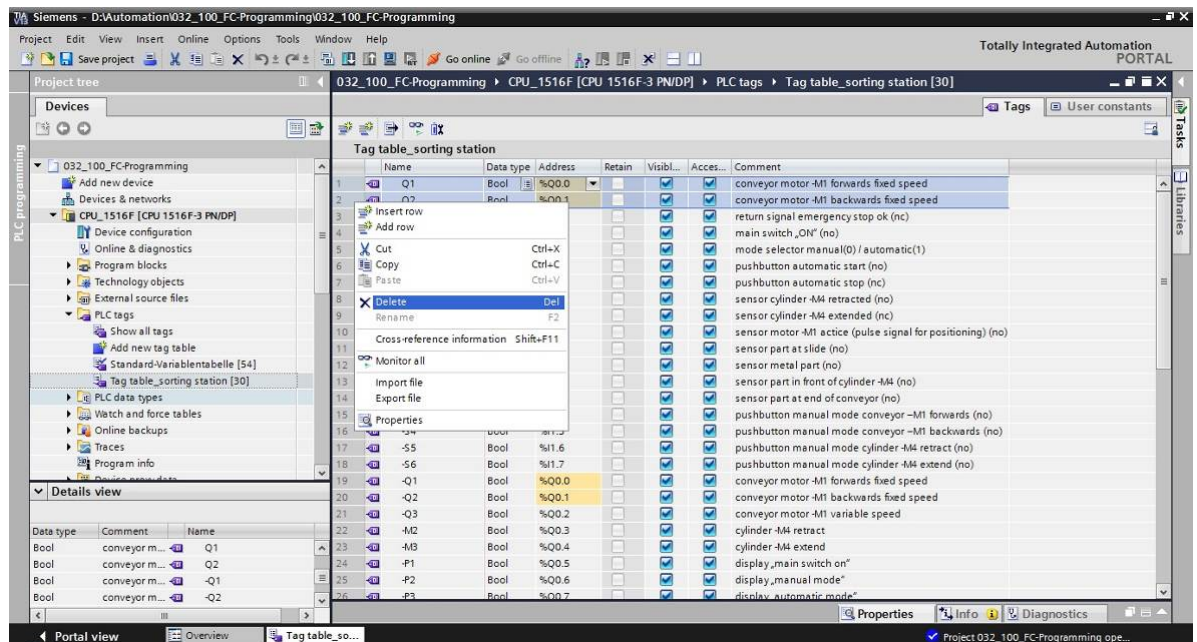 Siemens - D:\Automation\032_100_FC-Programming\032_100_FC-Programming
Project Edit View Insert Online Options Tools Window Help
Totally Integrated Automation
PORTAL
Save project
Go online
Go offline
Project tree
032_100_FC-Programming ▸ CPU_1516F [CPU 1516F-3 PN/DP] ▸ PLC tags ▸ Tag table_sorting station [30]
Devices
Tags
User constants
Tasks
Libraries
PLC programming
Tag table_sorting station
032_100_FC-Programming
Add new device
Devices & networks
CPU_1516F [CPU 1516F-3 PN/DP]
Device configuration
Online & diagnostics
Program blocks
Technology objects
External source files
PLC tags
Show all tags
Add new tag table
Standard-Variablentabelle [54]
Tag table_sorting station [30]
PLC data types
Watch and force tables
Online backups
Traces
Program info
Name Data type Address Retain Visibl... Acces... Comment
1 Q1 Bool %Q0.0 conveyor motor -M1 forwards fixed speed
2 Q2 Bool %Q0.1 conveyor motor -M1 backwards fixed speed
3 return signal emergency stop ok (nc)
4 main switch „ON" (no)
5 mode selector manual(0) / automatic(1)
6 pushbutton automatic start (no)
7 pushbutton automatic stop (nc)
8 sensor cylinder -M4 retracted (no)
9 sensor cylinder -M4 extended (nc)
10 sensor motor -M1 actice (pulse signal for positioning) (no)
11 sensor part at slide (no)
12 sensor metal part (no)
13 sensor part in front of cylinder -M4 (no)
14 sensor part at end of conveyor (no)
15 pushbutton manual mode conveyor –M1 forwards (no)
16 -S4 Bool %I1.5 pushbutton manual mode conveyor –M1 backwards (no)
17 -S5 Bool %I1.6 pushbutton manual mode cylinder -M4 retract (no)
18 -S6 Bool %I1.7 pushbutton manual mode cylinder -M4 extend (no)
19 -Q1 Bool %Q0.0 conveyor motor -M1 forwards fixed speed
20 -Q2 Bool %Q0.1 conveyor motor -M1 backwards fixed speed
21 -Q3 Bool %Q0.2 conveyor motor -M1 variable speed
22 -M2 Bool %Q0.3 cylinder -M4 retract
23 -M3 Bool %Q0.4 cylinder -M4 extend
24 -P1 Bool %Q0.5 display „main switch on"
25 -P2 Bool %Q0.6 display „manual mode"
26 -P3 Bool %Q0.7 display „automatic mode"
Insert row
Add row
Cut Ctrl+X
Copy Ctrl+C
Paste Ctrl+V
Delete Del
Rename F2
Cross-reference information Shift+F11
Monitor all
Import file
Export file
Properties
Details view
Data type Comment Name
Bool conveyor m... Q1
Bool conveyor m... Q2
Bool conveyor m... -Q1
Bool conveyor m... -Q2
Properties
Info
Diagnostics
Portal view
Overview
Tag table_so...
Project 032_100_FC-Programming ope...